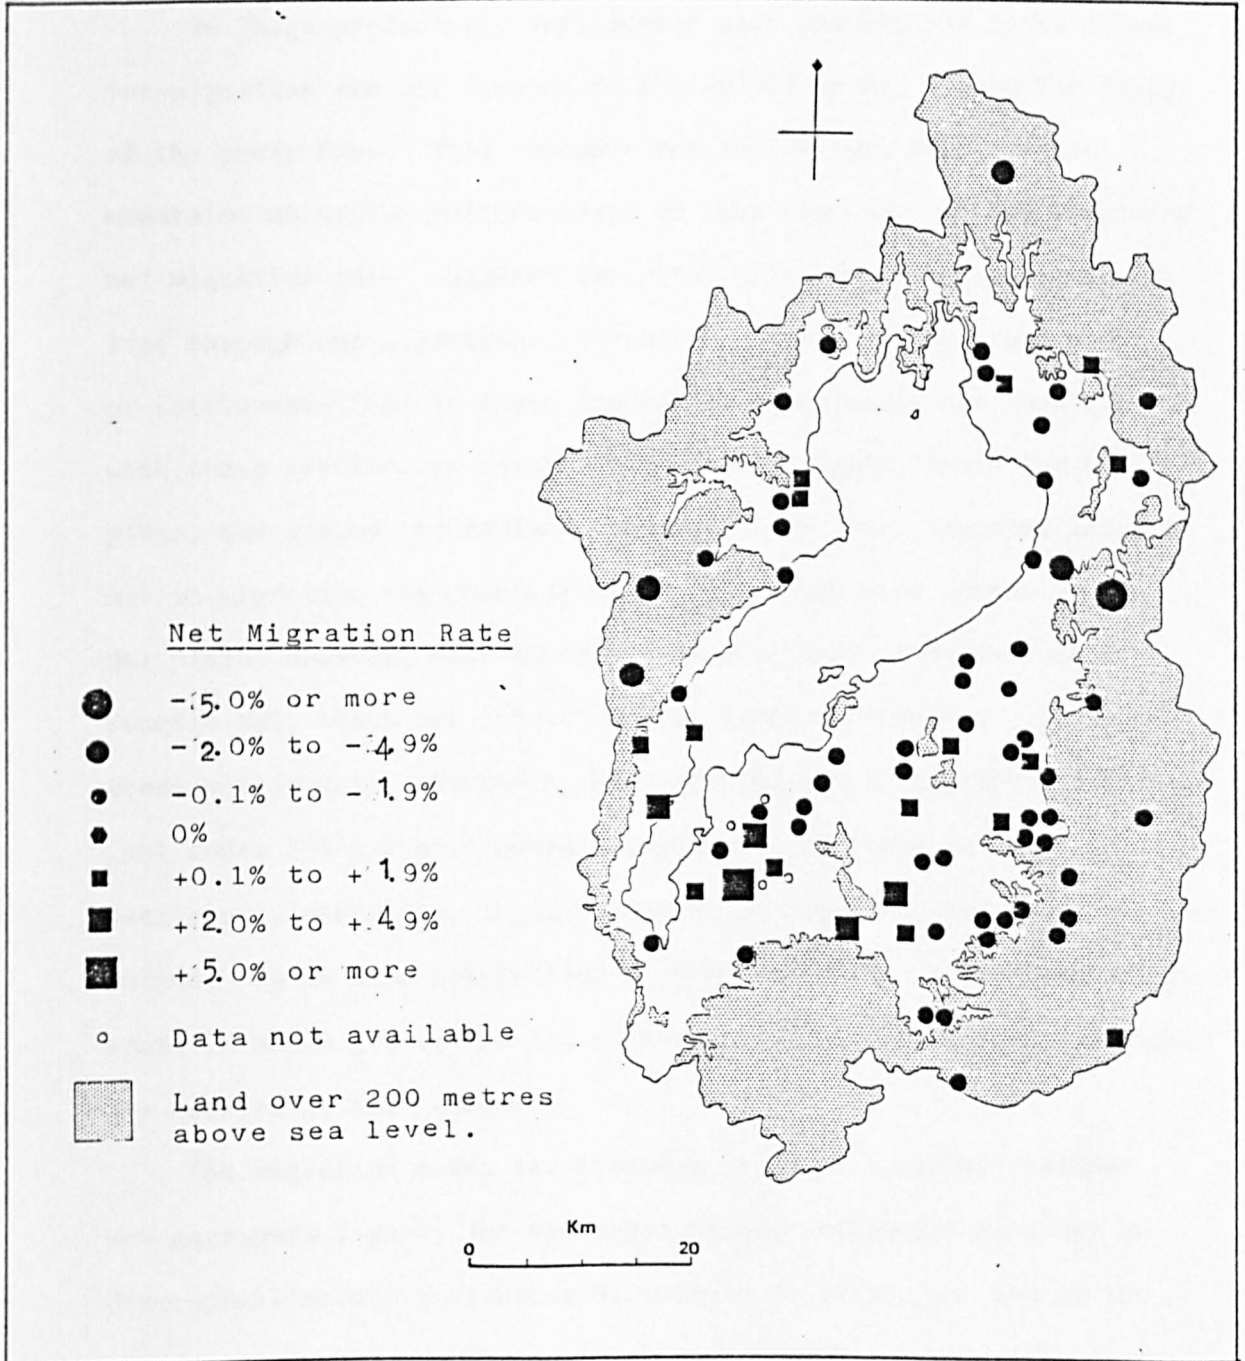 Net Migration Rate
-5.0% or more
-2.0% to -4.9%
-0.1% to -1.9%
0%
+0.1% to +1.9%
+2.0% to +4.9%
+5.0% or more
Data not available
Land over 200 metres
above sea level.
Km
0 20